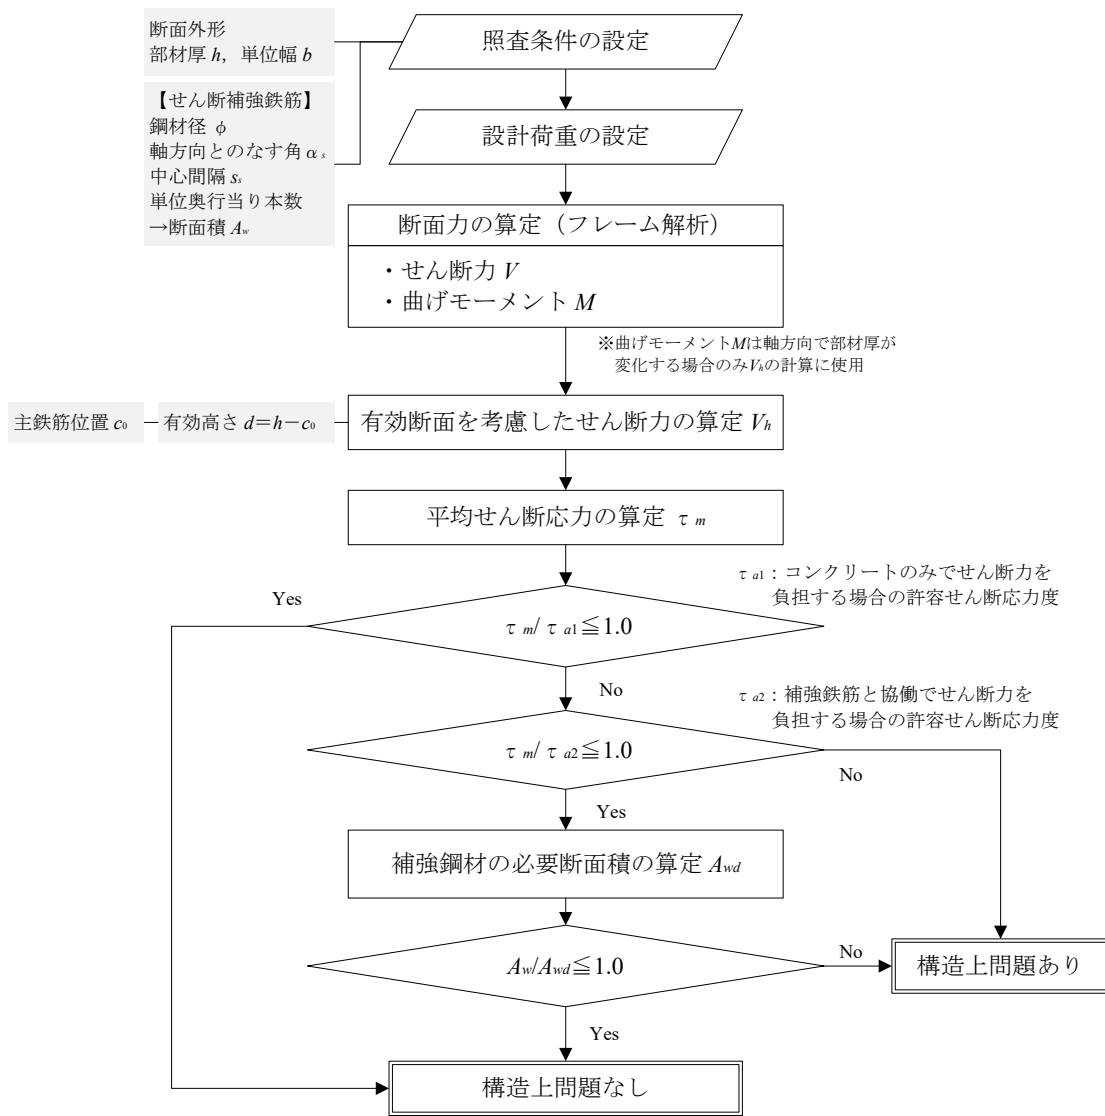 断面外形
部材厚 h, 単位幅 b
照査条件の設定
【せん断補強鉄筋】
鋼材径 φ
軸方向とのなす角 αs
中心間隔 ss
単位奥行当り本数
→断面積 Aw
設計荷重の設定
断面力の算定(フレーム解析)
・せん断力 V
・曲げモーメント M
※曲げモーメントMは軸方向で部材厚が
変化する場合のみVhの計算に使用
主鉄筋位置 c0
有効高さ d=h−c0
有効断面を考慮したせん断力の算定 Vh
平均せん断応力の算定 τm
τa1:コンクリートのみでせん断力を
負担する場合の許容せん断応力度
Yes
τm/τa1≦1.0
No
τa2:補強鉄筋と協働でせん断力を
負担する場合の許容せん断応力度
τm/τa2≦1.0
No
Yes
補強鋼材の必要断面積の算定 Awd
Aw/Awd≦1.0
No
構造上問題あり
Yes
構造上問題なし